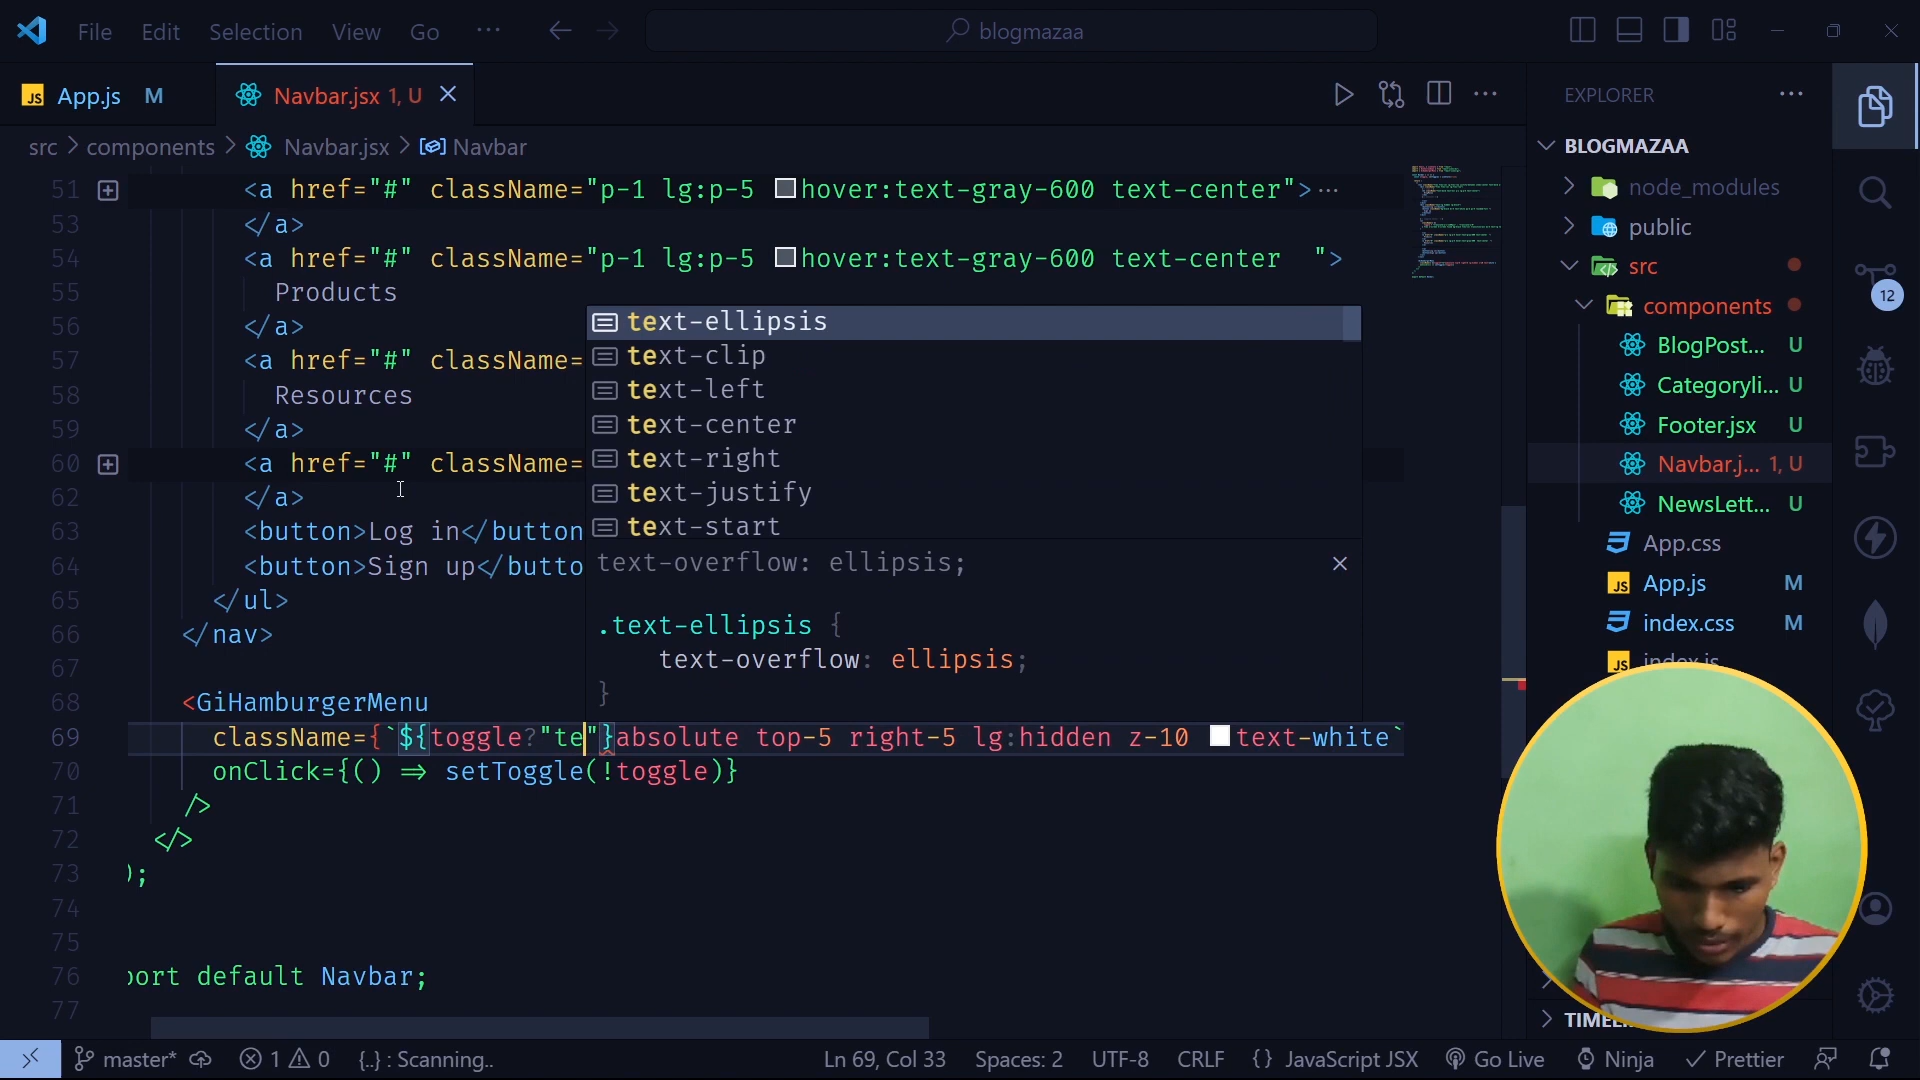 File Edit Selection View Go ··· blogmazaa
App.js M Navbar.jsx 1, U
src > components > Navbar.jsx > Navbar
51 <a href="#" className="p-1 lg:p-5 hover:text-gray-600 text-center">···
53 </a>
54 <a href="#" className="p-1 lg:p-5 hover:text-gray-600 text-center  ">
55 Products
56 </a>
57 <a href="#" className=
58 Resources
59 </a>
60 <a href="#" className=
62 </a>
63 <button>Log in</button
64 <button>Sign up</butto
65 </ul>
66 </nav>
67
68 <GiHamburgerMenu
69 className={`${toggle?"te"}absolute top-5 right-5 lg:hidden z-10 text-white`
70 onClick={() => setToggle(!toggle)}
71 />
72 </>
73 );
74
75
76 port default Navbar;
77
text-ellipsis
text-clip
text-left
text-center
text-right
text-justify
text-start
text-overflow: ellipsis;
.text-ellipsis {
text-overflow: ellipsis;
}
EXPLORER ···
BLOGMAZAA
node_modules
public
src
components
BlogPost... U
Categoryli... U
Footer.jsx U
Navbar.j... 1, U
NewsLett... U
App.css
App.js M
index.css M
index.js
TIMELI
12
master* 1 0 {..} : Scanning.. Ln 69, Col 33 Spaces: 2 UTF-8 CRLF {} JavaScript JSX Go Live Ninja Prettier